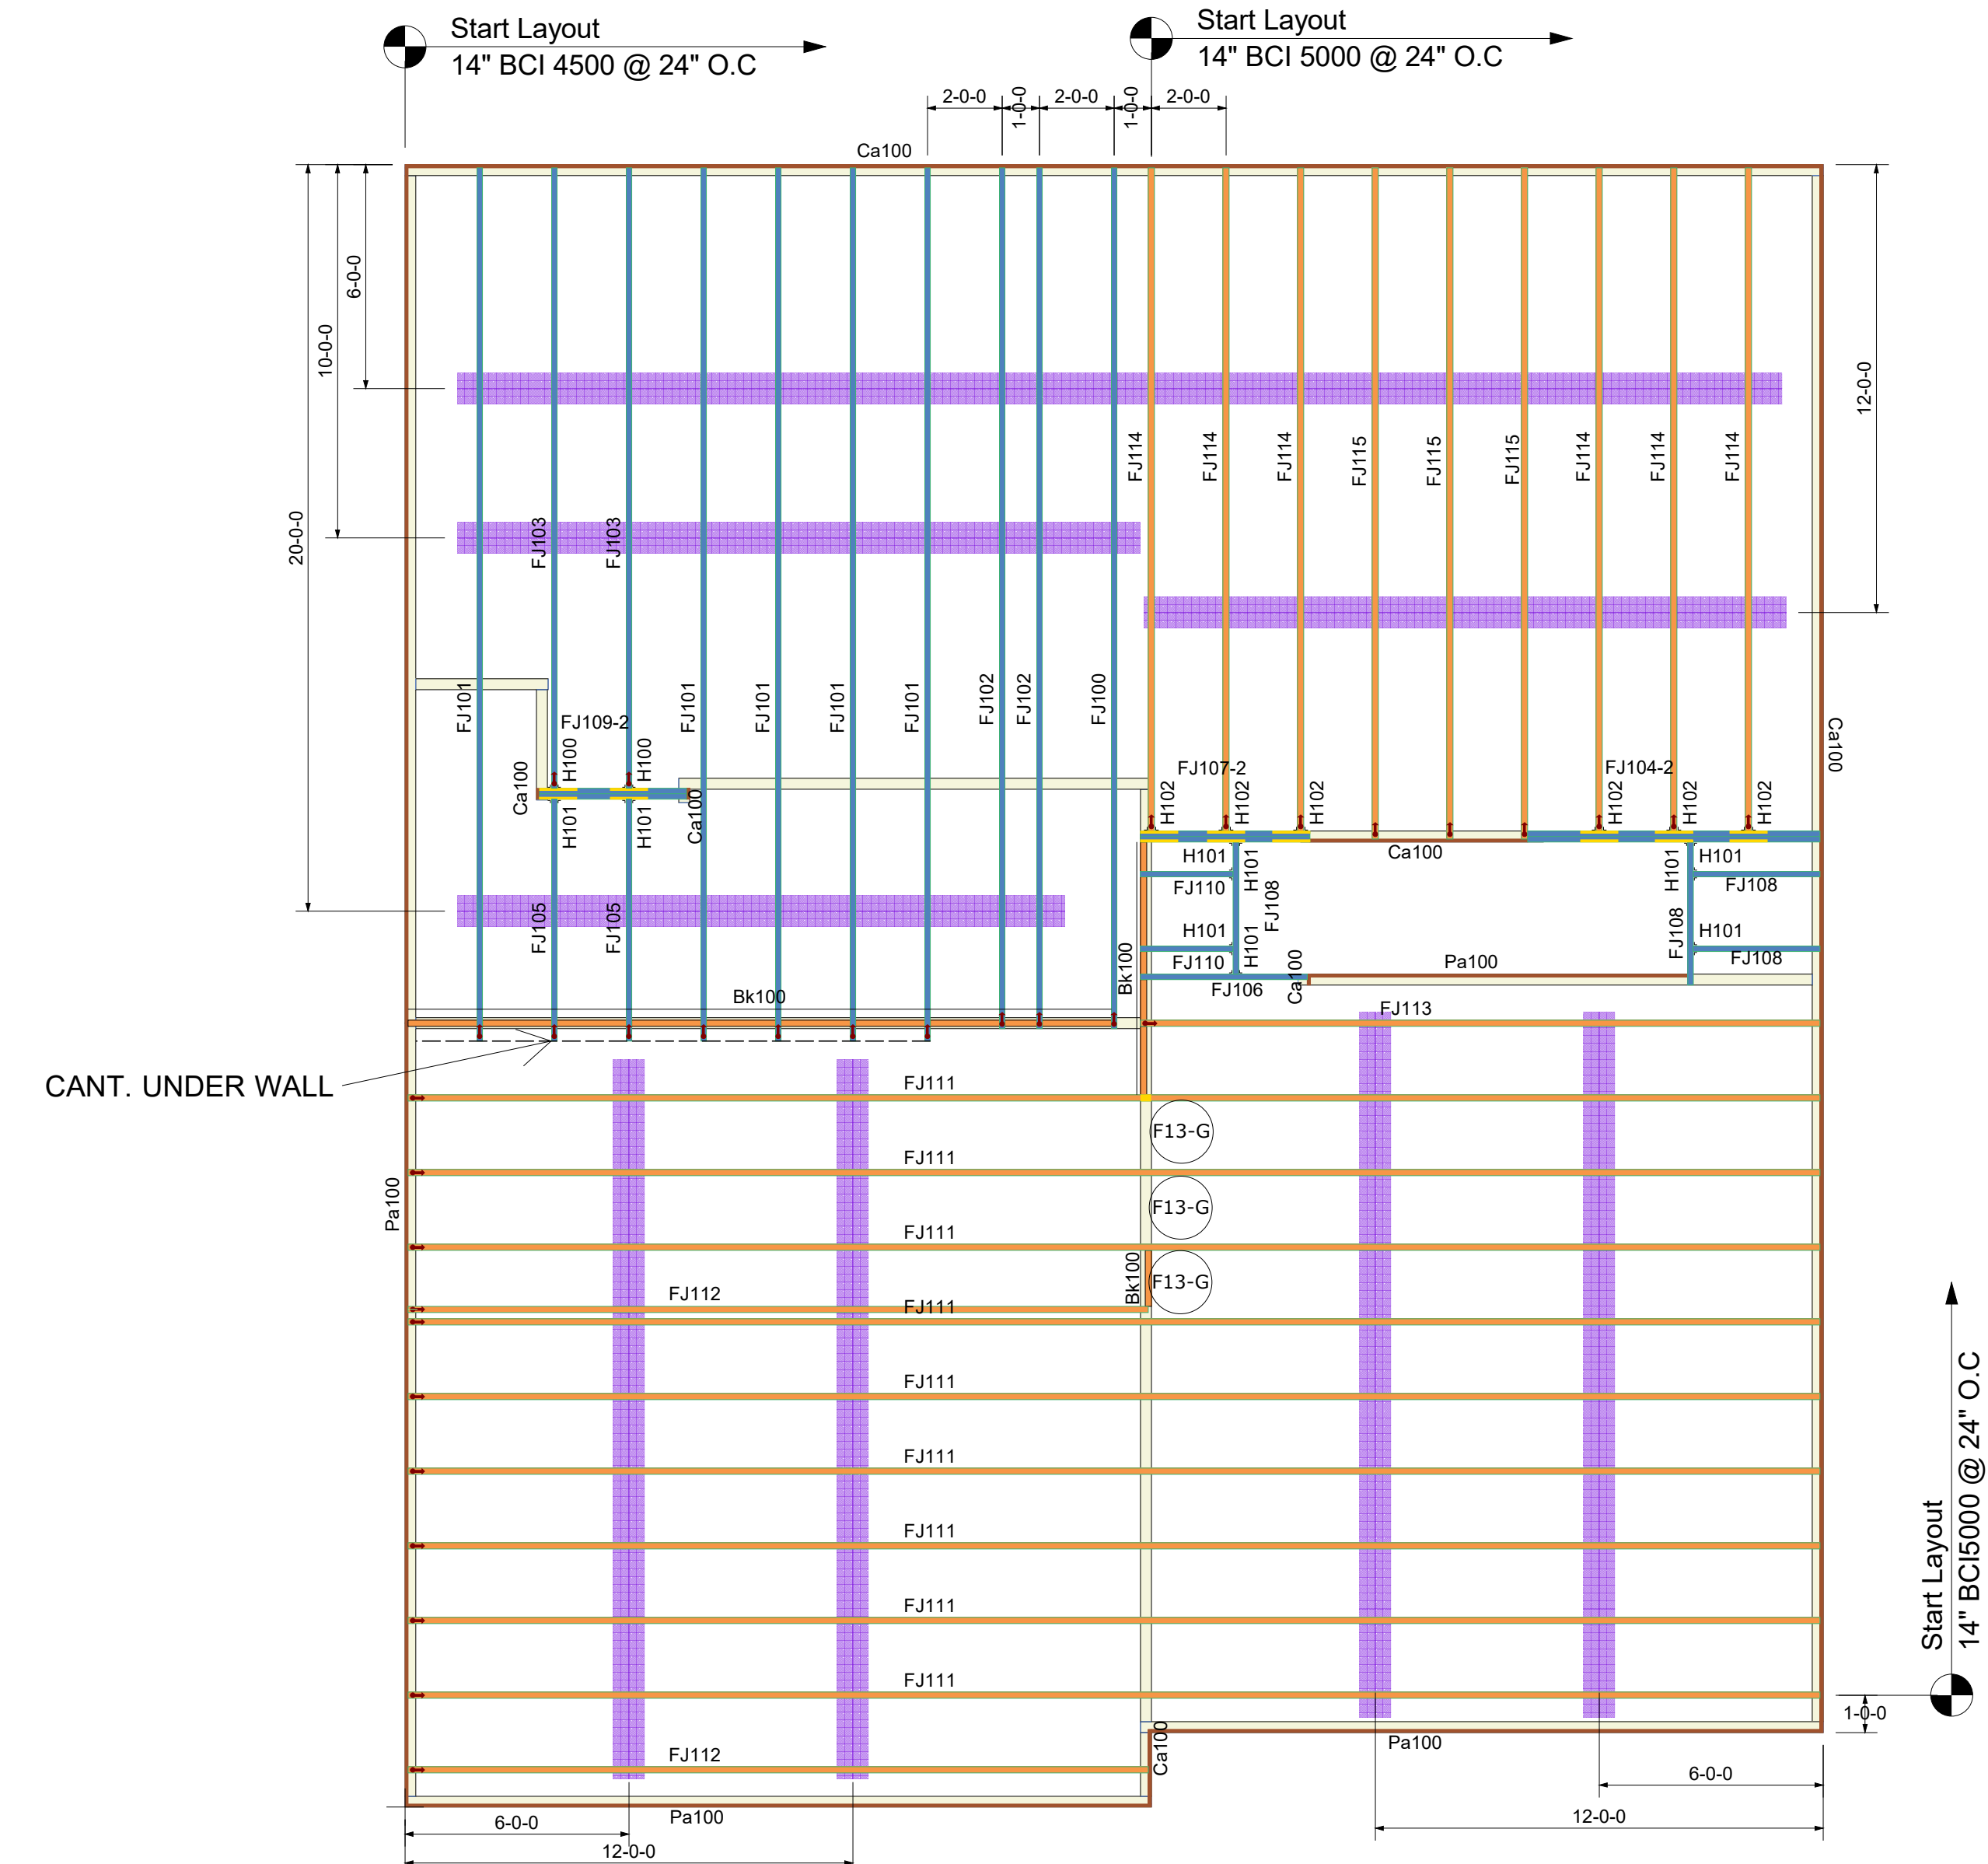 Start Layout
14" BCI 4500 @ 24" O.C
Start Layout
14" BCI 5000 @ 24" O.C
2-0-0
1-0-0
2-0-0
1-0-0
2-0-0
Ca100
6-0-0
10-0-0
20-0-0
12-0-0
FJ103
FJ103
FJ114
FJ114
FJ114
FJ115
FJ115
FJ115
FJ114
FJ114
FJ114
FJ101
FJ109-2
FJ101
FJ101
FJ101
FJ101
FJ102
FJ102
FJ100
Ca100
H100
H100
Ca100
H101
H101
Ca100
FJ107-2
FJ104-2
H102
H102
H102
H102
H102
H102
Ca100
H101
H101
FJ110
FJ108
H101
H101
FJ110
FJ106
H101
H101
FJ108
FJ108
H101
FJ108
Ca100
Pa100
FJ105
FJ105
Bk100
Bk100
FJ113
CANT. UNDER WALL
FJ111
F13-G
FJ111
F13-G
FJ111
Bk100
F13-G
FJ112
FJ111
Pa100
FJ111
FJ111
FJ111
FJ111
FJ111
FJ112
Ca100
Pa100
Pa100
1-0-0
Start Layout
14" BCI5000 @ 24" O.C
6-0-0
12-0-0
6-0-0
12-0-0